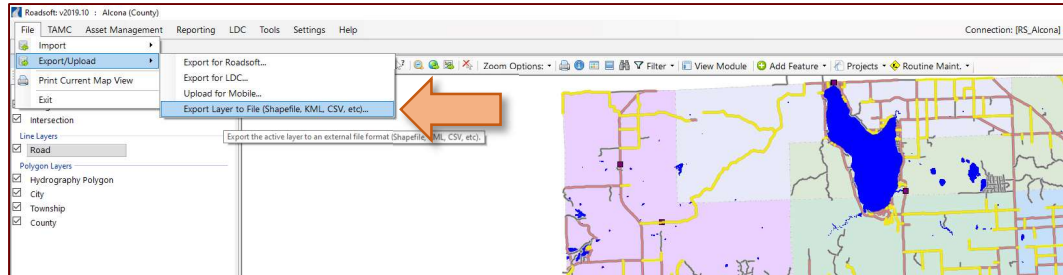 Roadsoft: v2019.10 : Alcona (County)
File TAMC Asset Management Reporting LDC Tools Settings Help Connection: [RS_Alcona]
Import
Export/Upload
Print Current Map View
Exit
Export for Roadsoft...
Export for LDC...
Upload for Mobile...
Export Layer to File (Shapefile, KML, CSV, etc)...
Export the active layer to an external file format (Shapefile, KML, CSV, etc).
Zoom Options: Filter View Module Add Feature Projects Routine Maint.
Intersection
Line Layers
Road
Polygon Layers
Hydrography Polygon
City
Township
County